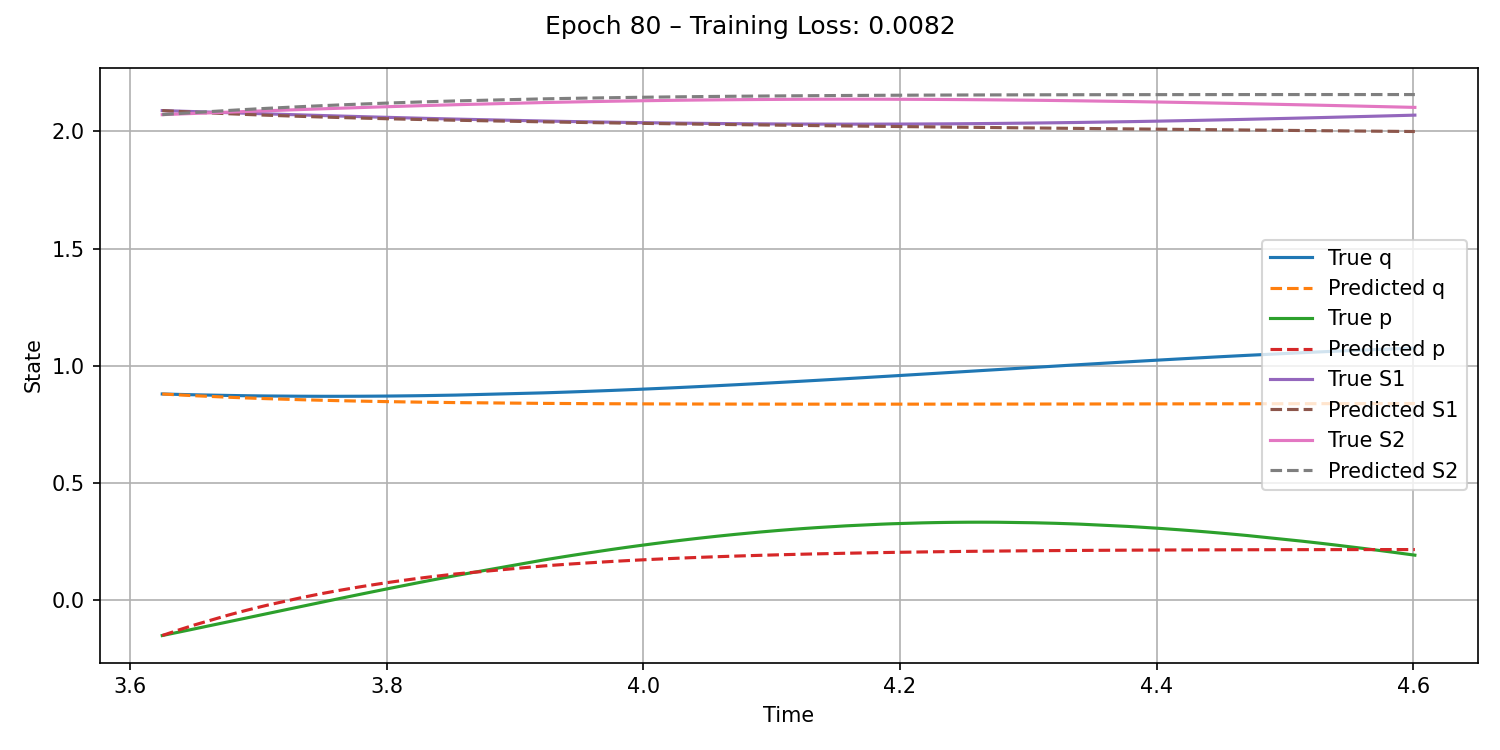 Epoch 80 – Training Loss: 0.0082
State
2.0
1.5
1.0
0.5
0.0
True q
Predicted q
True p
Predicted p
True S1
Predicted S1
True S2
Predicted S2
3.6 3.8 4.0 4.2 4.4 4.6
Time